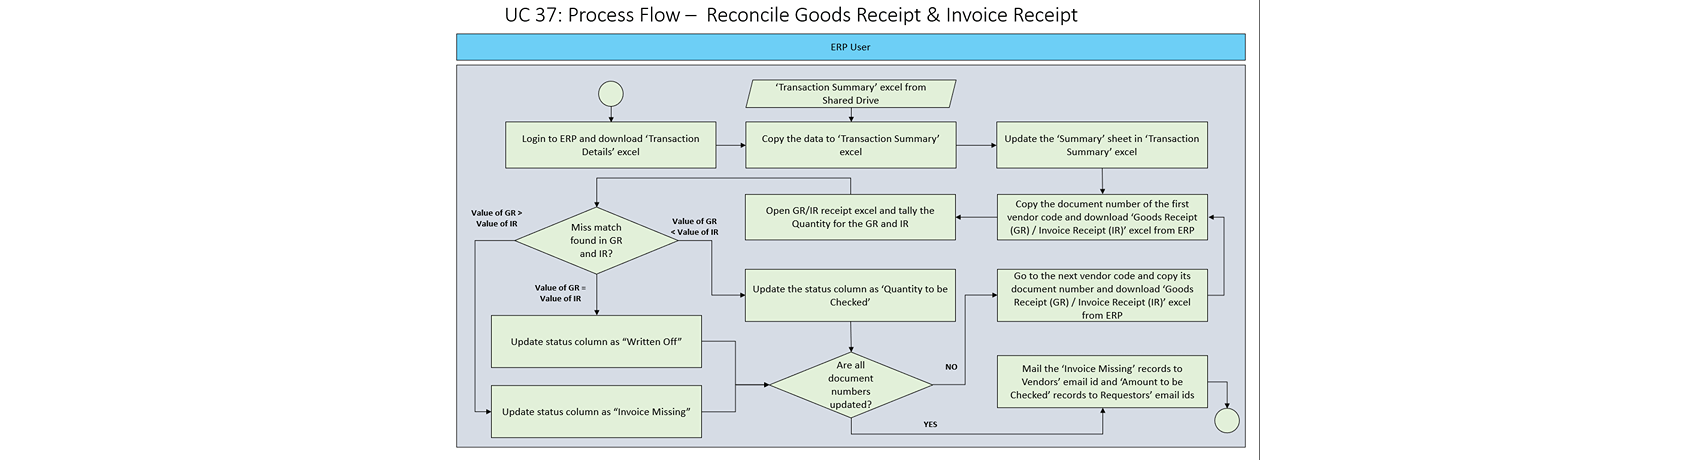 UC 37: Process Flow – Reconcile Goods Receipt & Invoice Receipt
ERP User
‘Transaction Summary’ excel from
Shared Drive
Login to ERP and download ‘Transaction
Details’ excel
Copy the data to ‘Transaction Summary’
excel
Update the ‘Summary’ sheet in ‘Transaction
Summary’ excel
Copy the document number of the first
vendor code and download ‘Goods Receipt
(GR) / Invoice Receipt (IR)’ excel from ERP
Open GR/IR receipt excel and tally the
Quantity for the GR and IR
Value of GR >
Value of IR
Miss match
found in GR
and IR?
Value of GR
< Value of IR
Value of GR =
Value of IR
Update the status column as ‘Quantity to be
Checked’
Go to the next vendor code and copy its
document number and download ‘Goods
Receipt (GR) / Invoice Receipt (IR)’ excel
from ERP
Update status column as “Written Off”
Update status column as “Invoice Missing”
Are all
document
numbers
updated?
NO
YES
Mail the ‘Invoice Missing’ records to
Vendors’ email id and ‘Amount to be
Checked’ records to Requestors’ email ids